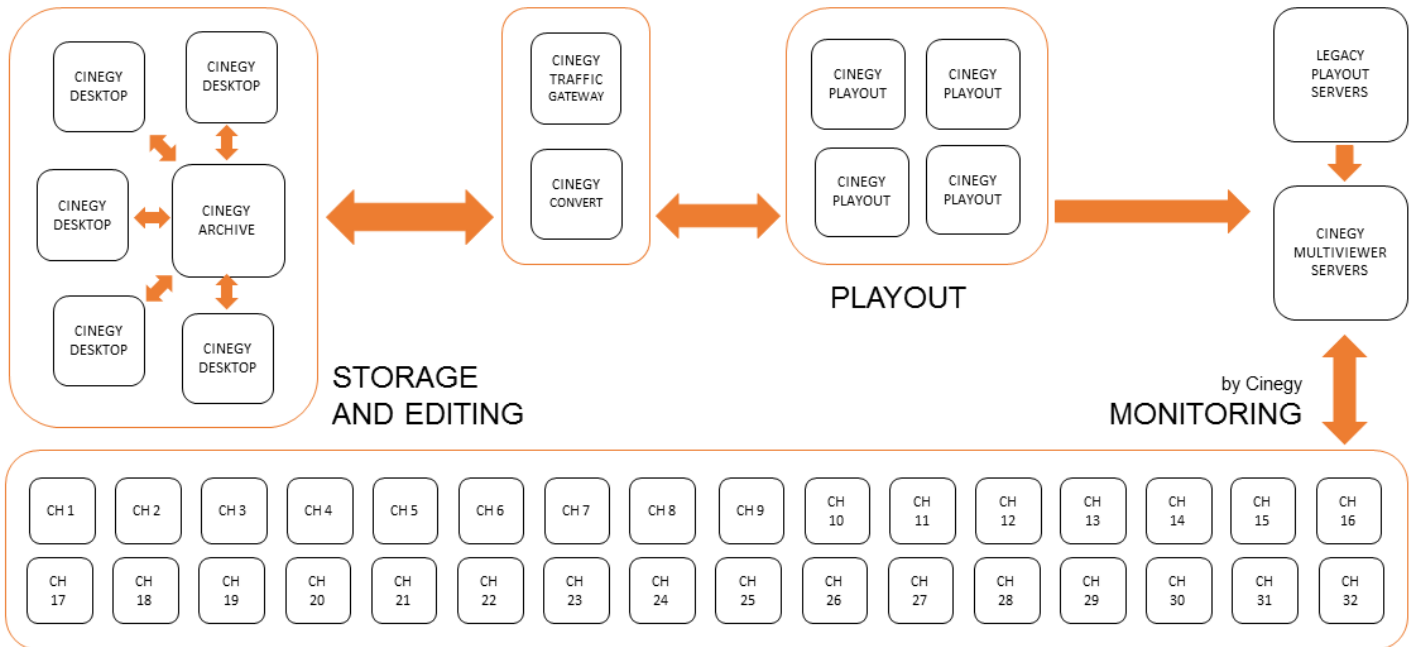 CINEGY
DESKTOP
CINEGY
DESKTOP
CINEGY
DESKTOP
CINEGY
ARCHIVE
CINEGY
DESKTOP
CINEGY
DESKTOP
STORAGE
AND EDITING
CINEGY
TRAFFIC
GATEWAY
CINEGY
CONVERT
CINEGY
PLAYOUT
CINEGY
PLAYOUT
CINEGY
PLAYOUT
CINEGY
PLAYOUT
PLAYOUT
LEGACY
PLAYOUT
SERVERS
CINEGY
MULTIVIEWER
SERVERS
by Cinegy
MONITORING
CH 1
CH 2
CH 3
CH 4
CH 5
CH 6
CH 7
CH 8
CH 9
CH
10
CH
11
CH
12
CH
13
CH
14
CH
15
CH
16
CH
17
CH
18
CH
19
CH
20
CH
21
CH
22
CH
23
CH
24
CH
25
CH
26
CH
27
CH
28
CH
29
CH
30
CH
31
CH
32